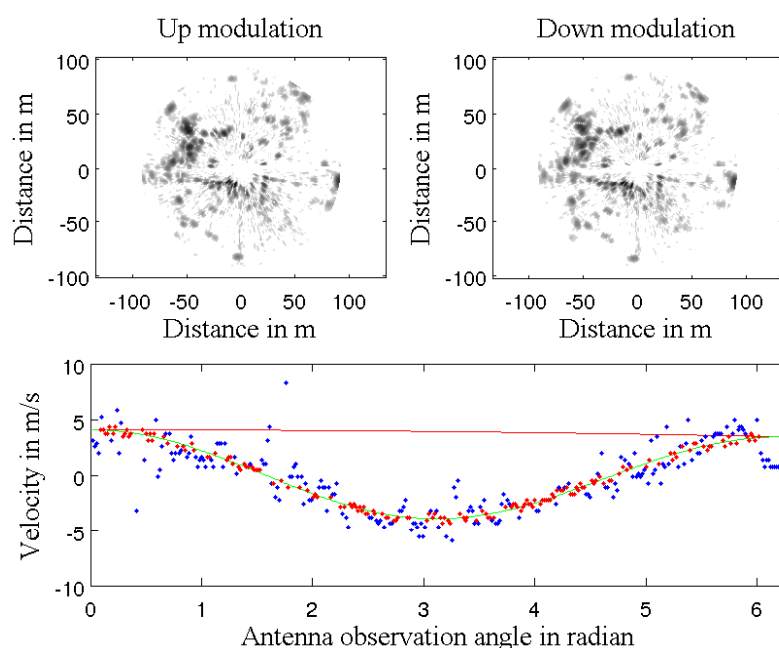 Up modulation
Down modulation
100
50
0
-50
-100
Distance in m
-100 -50 0 50 100
Distance in m
100
50
0
-50
-100
Distance in m
-100 -50 0 50 100
Distance in m
10
5
0
-5
-10
Velocity in m/s
0 1 2 3 4 5 6
Antenna observation angle in radian